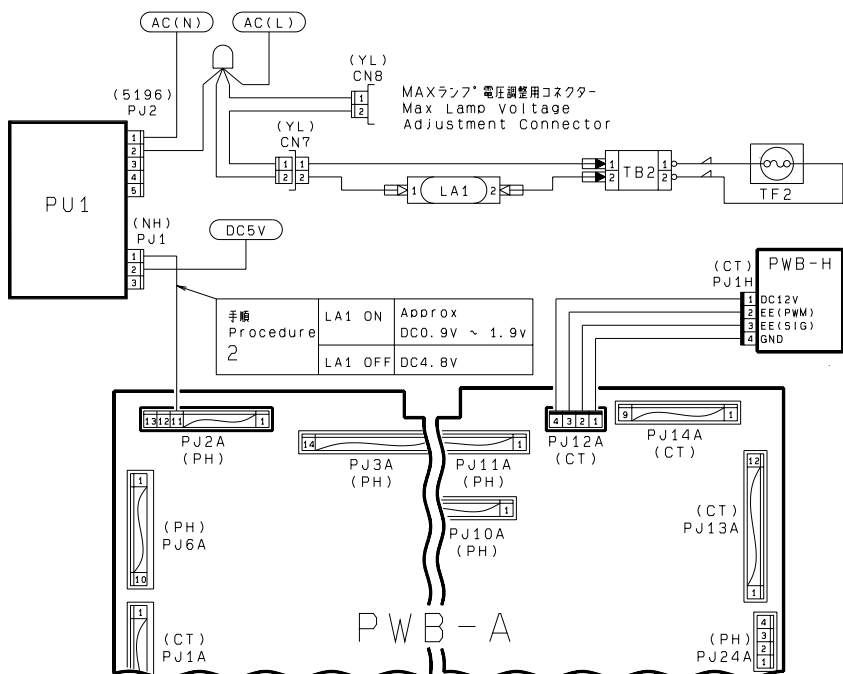 AC(N)
AC(L)
(YL)
CN8
1
2
MAXランプ電圧調整用コネクター
Max Lamp Voltage
Adjustment Connector
(5196)
PJ2
1
2
3
4
5
PU1
(YL)
CN7
1 1
2 2
1 LA1 2
1 TB2 1
2 2
TF2
(NH)
PJ1
1
2
3
DC5V
(CT)
PJ1H
PWB-H
1 DC12V
2 EE(PWM)
3 EE(SIG)
4 GND
手順
Procedure
2
LA1 ON
Approx
DC0.9V ~ 1.9v
LA1 OFF
DC4.8V
13 12 11 1
PJ2A
(PH)
14 1
PJ3A
(PH)
PJ11A
(PH)
4 3 2 1
PJ12A
(CT)
9 1
PJ14A
(CT)
1
PJ10A
(PH)
1
(PH)
PJ6A
10
12
(CT)
PJ13A
1
1
(CT)
PJ1A
PWB-A
(PH)
PJ24A
4
3
2
1